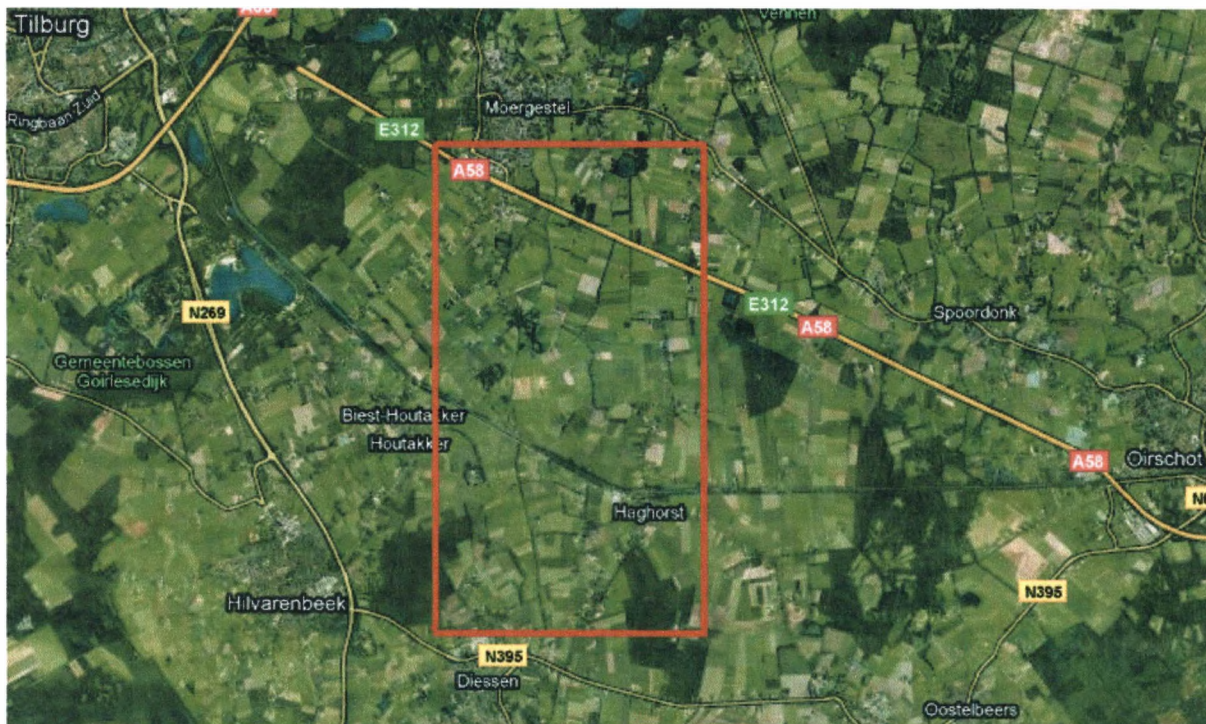 Tilburg
Vennen
Ringbaan Zuid
Moergestel
E312
A58
E312
A58
N269
Spoordonk
Gemeentebossen
Goirlesedijk
Biest-Houtakker
Houtakker
A58
Oirschot
Haghorst
N395
Hilvarenbeek
N395
Diessen
Oostelbeers